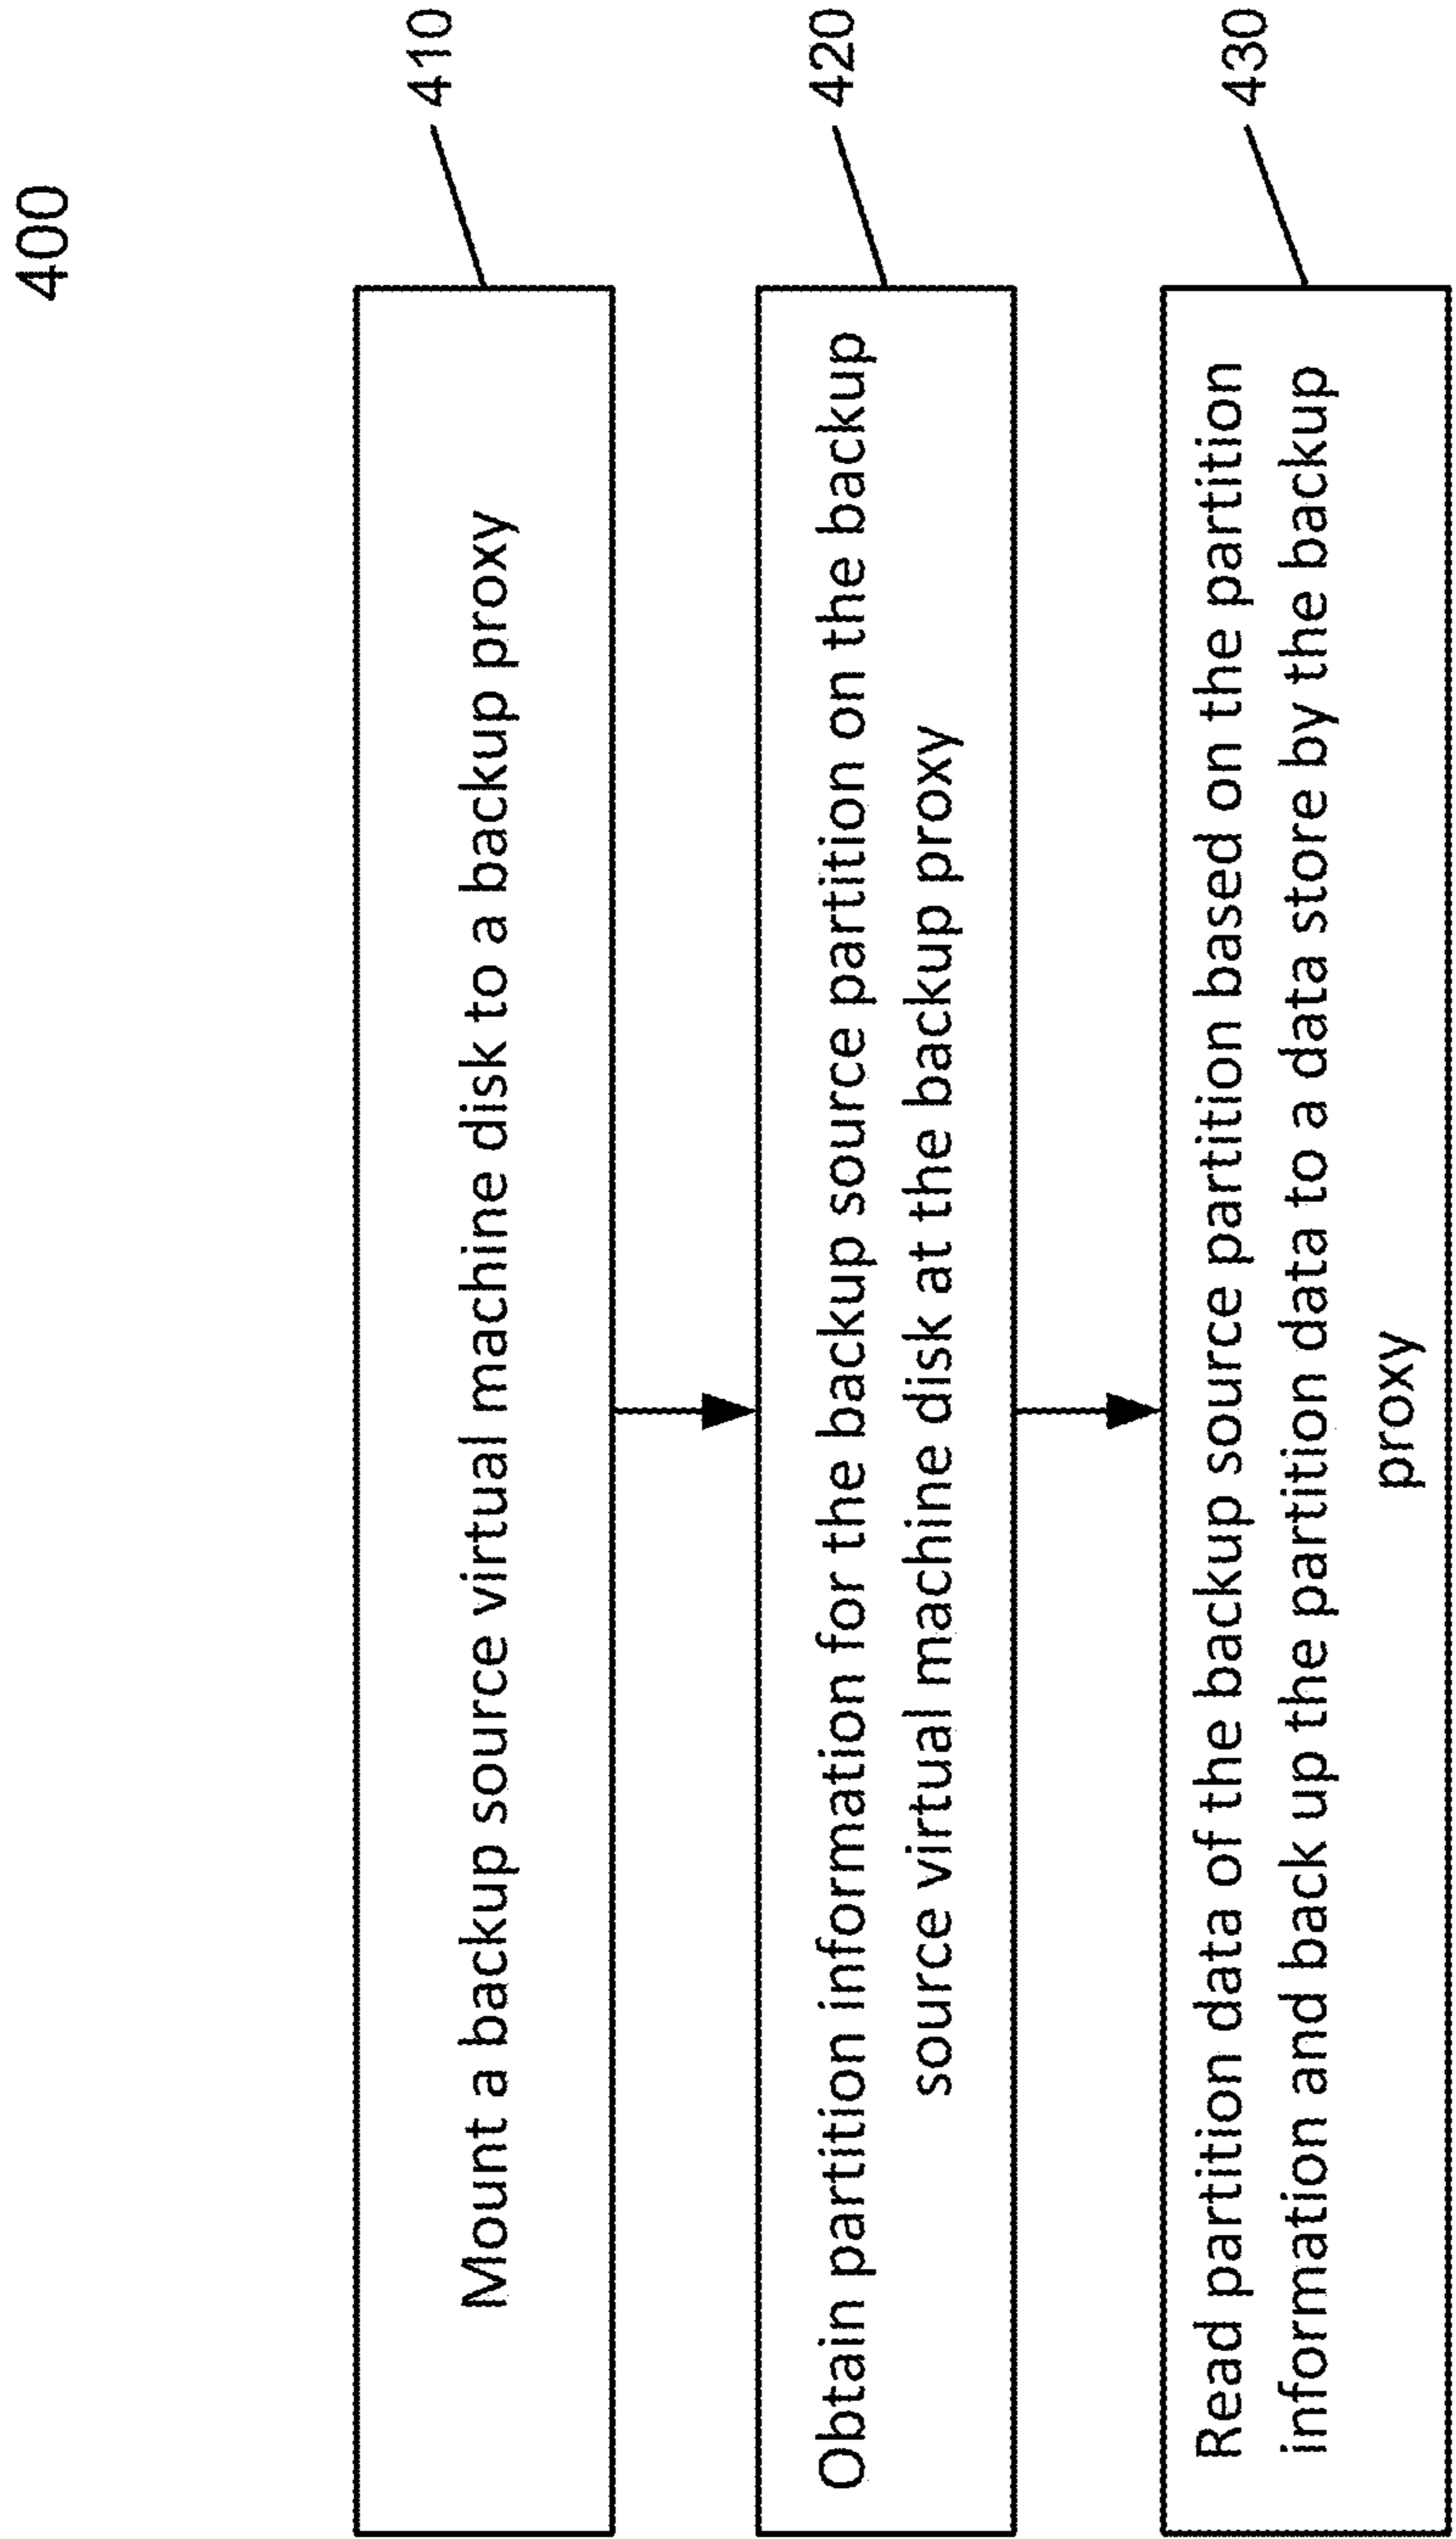 400
Mount a backup source virtual machine disk to a backup proxy
410
Obtain partition information for the backup source partition on the backup
source virtual machine disk at the backup proxy
420
Read partition data of the backup source partition based on the partition
information and back up the partition data to a data store by the backup
proxy
430